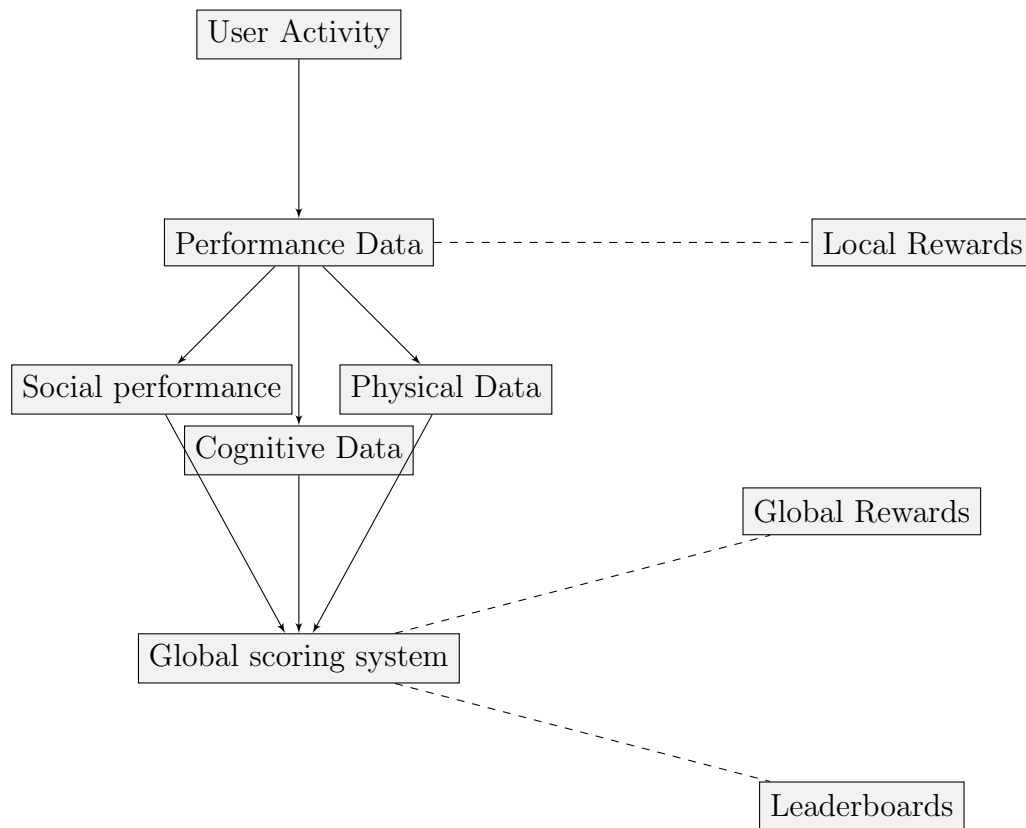 User Activity
Performance Data
Local Rewards
Social performance
Physical Data
Cognitive Data
Global Rewards
Global scoring system
Leaderboards